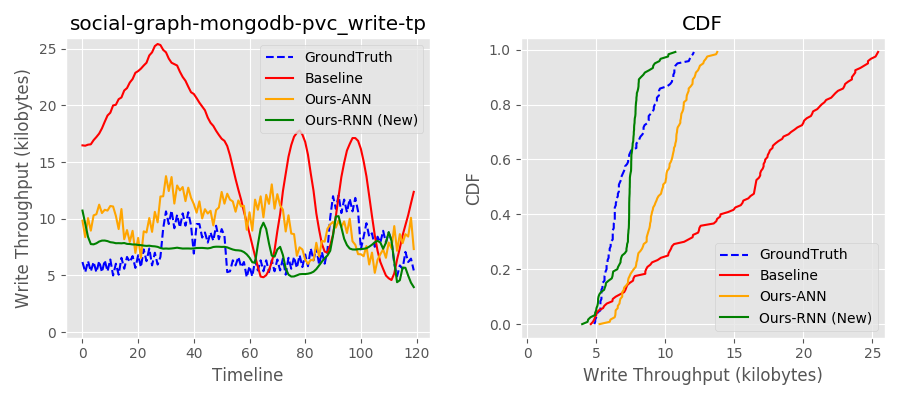 social-graph-mongodb-pvc_write-tp
Write Throughput (kilobytes)
25
20
15
10
5
0
GroundTruth
Baseline
Ours-ANN
Ours-RNN (New)
0 20 40 60 80 100 120
Timeline
CDF
CDF
1.0
0.8
0.6
0.4
0.2
0.0
GroundTruth
Baseline
Ours-ANN
Ours-RNN (New)
0 5 10 15 20 25
Write Throughput (kilobytes)